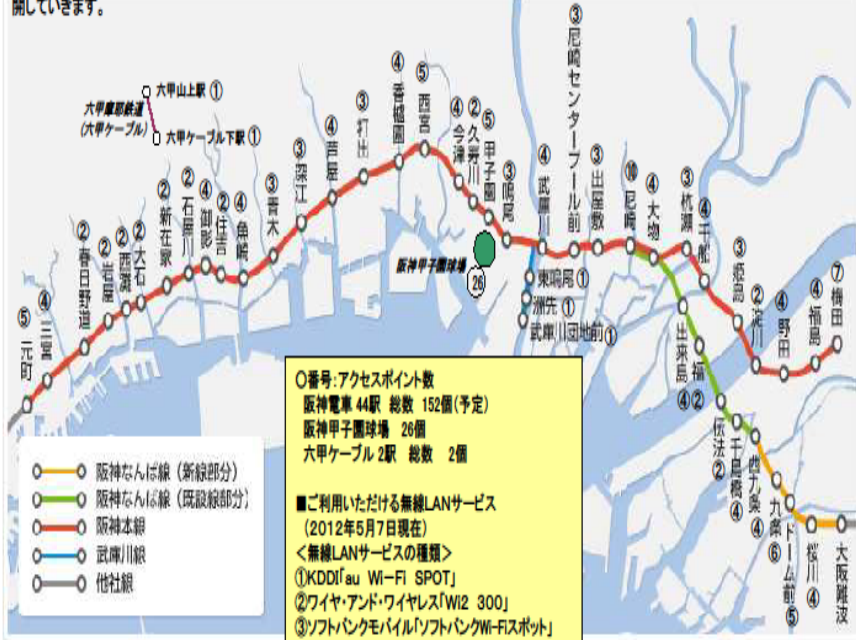 開していきます。
六甲山上駅①
六甲摩耶鉄道
(六甲ケーブル)
六甲ケーブル下駅①
⑤元町
④三宮
②春日野道
②岩屋
②西灘
②大石
②新在家
②石屋川
④御影
②住吉
④魚崎
③青木
③深江
④芦屋
③打出
④香櫨園
⑤西宮
④今津
②久寿川
⑤甲子園
③鳴尾
④武庫川
③尼崎センタープール前
③出屋敷
⑩尼崎
④大物
③杭瀬
④千船
③姫島
②淀川
④野田
④福島
⑦梅田
阪神甲子園球場
26
東鳴尾①
洲先①
武庫川団地前①
出来島④
福②
伝法②
千鳥橋④
西九条④
九条⑥
ドーム前⑤
桜川④
大阪難波
阪神なんば線(新線部分)
阪神なんば線(既設線部分)
阪神本線
武庫川線
他社線
○番号:アクセスポイント数
阪神電車 44駅 総数 152個(予定)
阪神甲子園球場 26個
六甲ケーブル 2駅 総数 2個
■ご利用いただける無線LANサービス
(2012年5月7日現在)
<無線LANサービスの種類>
①KDDI「au Wi-Fi SPOT」
②ワイヤ・アンド・ワイヤレス「Wi2 300」
③ソフトバンクモバイル「ソフトバンクWi-Fiスポット」